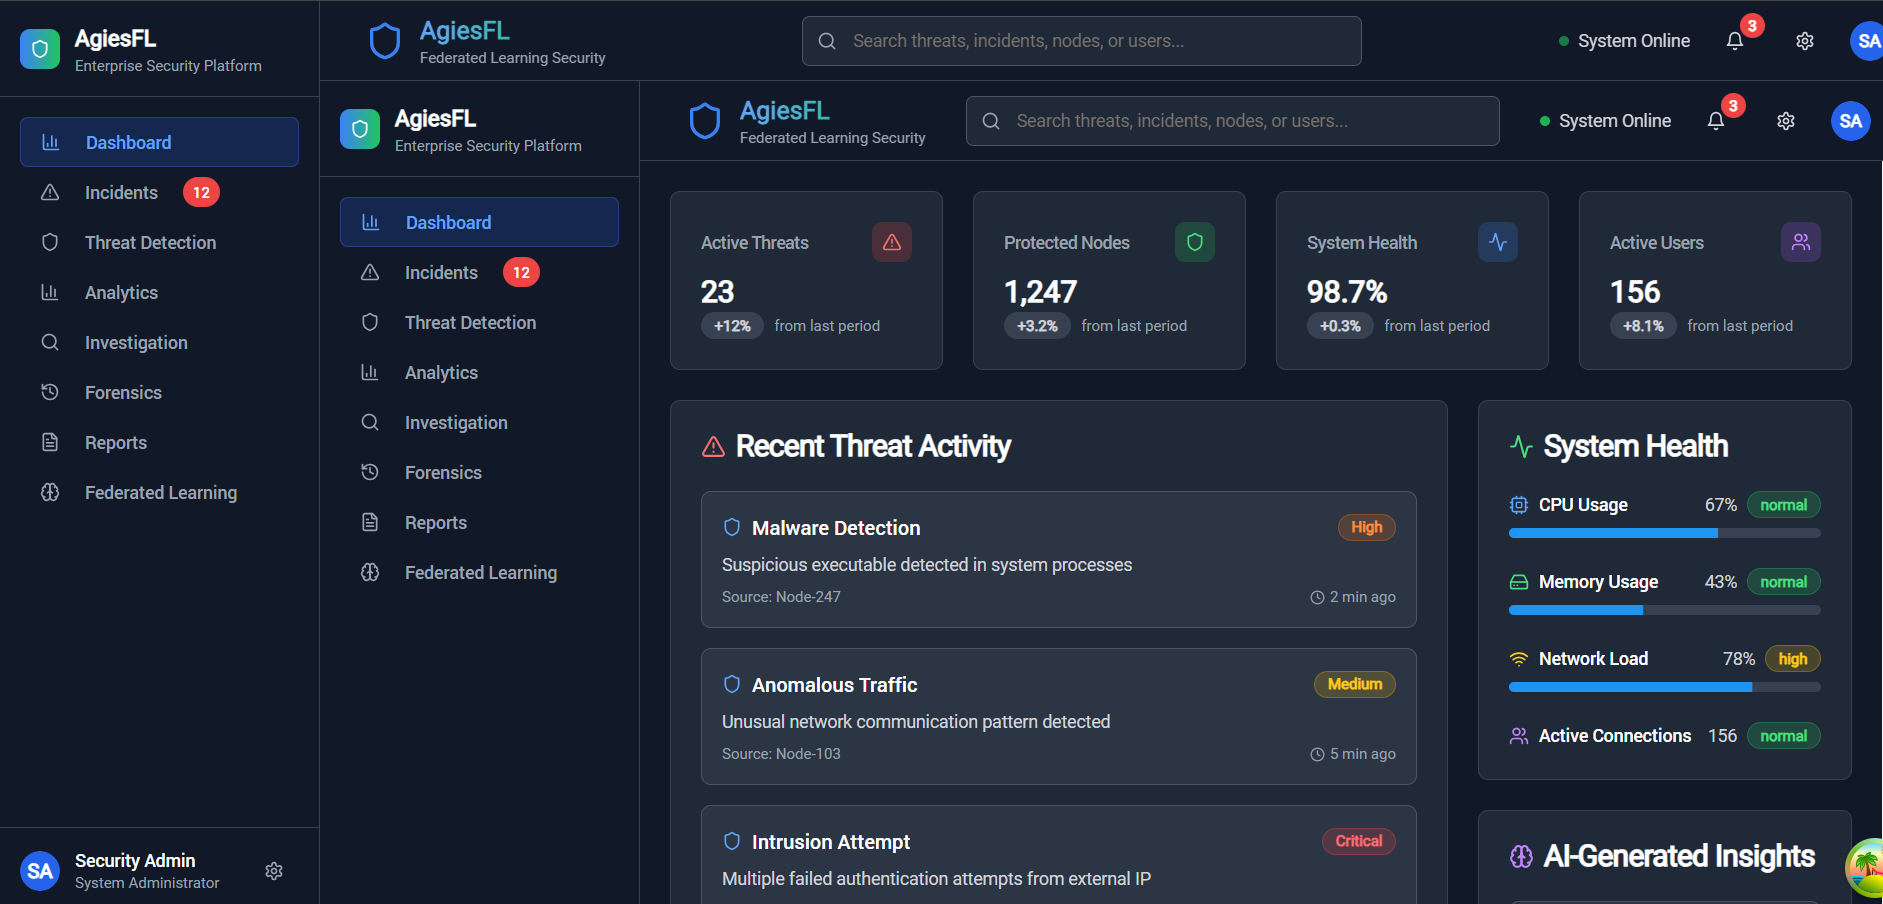 AgiesFL
Enterprise Security Platform
Dashboard
Incidents 12
Threat Detection
Analytics
Investigation
Forensics
Reports
Federated Learning
SA Security Admin
System Administrator
AgiesFL
Federated Learning Security
Search threats, incidents, nodes, or users...
System Online
3
SA
AgiesFL
Enterprise Security Platform
Dashboard
Incidents 12
Threat Detection
Analytics
Investigation
Forensics
Reports
Federated Learning
AgiesFL
Federated Learning Security
Search threats, incidents, nodes, or users...
System Online
3
SA
Active Threats
23
+12% from last period
Protected Nodes
1,247
+3.2% from last period
System Health
98.7%
+0.3% from last period
Active Users
156
+8.1% from last period
Recent Threat Activity
Malware Detection High
Suspicious executable detected in system processes
Source: Node-247 2 min ago
Anomalous Traffic Medium
Unusual network communication pattern detected
Source: Node-103 5 min ago
Intrusion Attempt Critical
Multiple failed authentication attempts from external IP
System Health
CPU Usage 67% normal
Memory Usage 43% normal
Network Load 78% high
Active Connections 156 normal
AI-Generated Insights